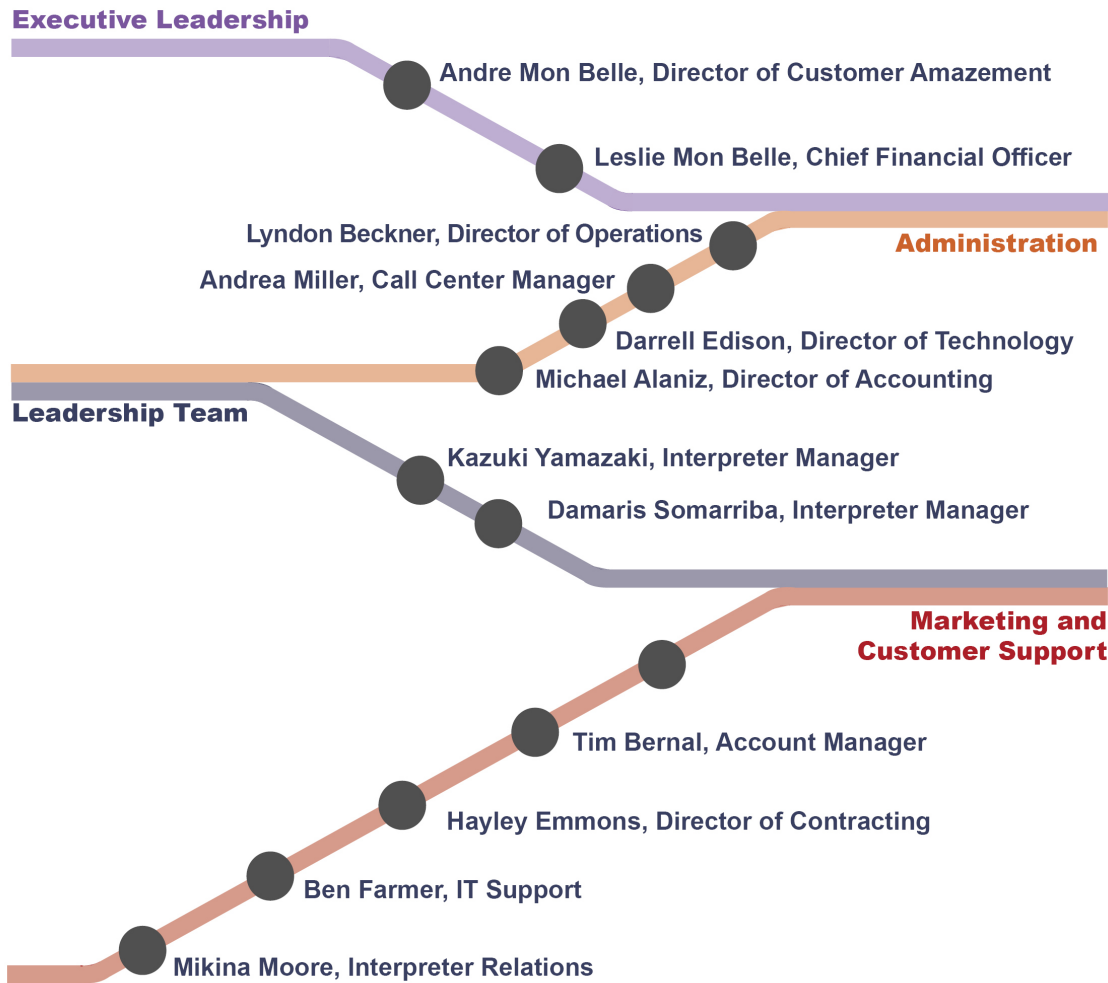 Executive Leadership
Andre Mon Belle, Director of Customer Amazement
Leslie Mon Belle, Chief Financial Officer
Lyndon Beckner, Director of Operations
Administration
Andrea Miller, Call Center Manager
Darrell Edison, Director of Technology
Michael Alaniz, Director of Accounting
Leadership Team
Kazuki Yamazaki, Interpreter Manager
Damaris Somarriba, Interpreter Manager
Marketing and
Customer Support
Tim Bernal, Account Manager
Hayley Emmons, Director of Contracting
Ben Farmer, IT Support
Mikina Moore, Interpreter Relations